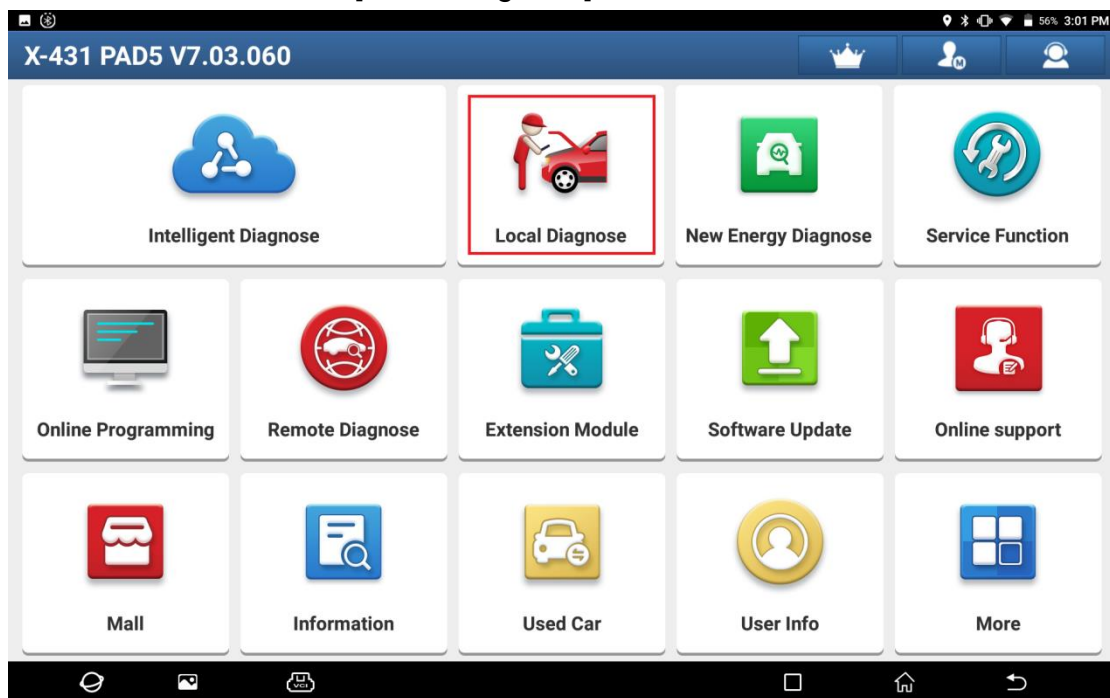 56% 3:01 PM
X-431 PAD5 V7.03.060
M
Intelligent Diagnose
Local Diagnose
New Energy Diagnose
Service Function
Online Programming
Remote Diagnose
Extension Module
Software Update
Online support
Mall
Information
Used Car
User Info
More
VCI